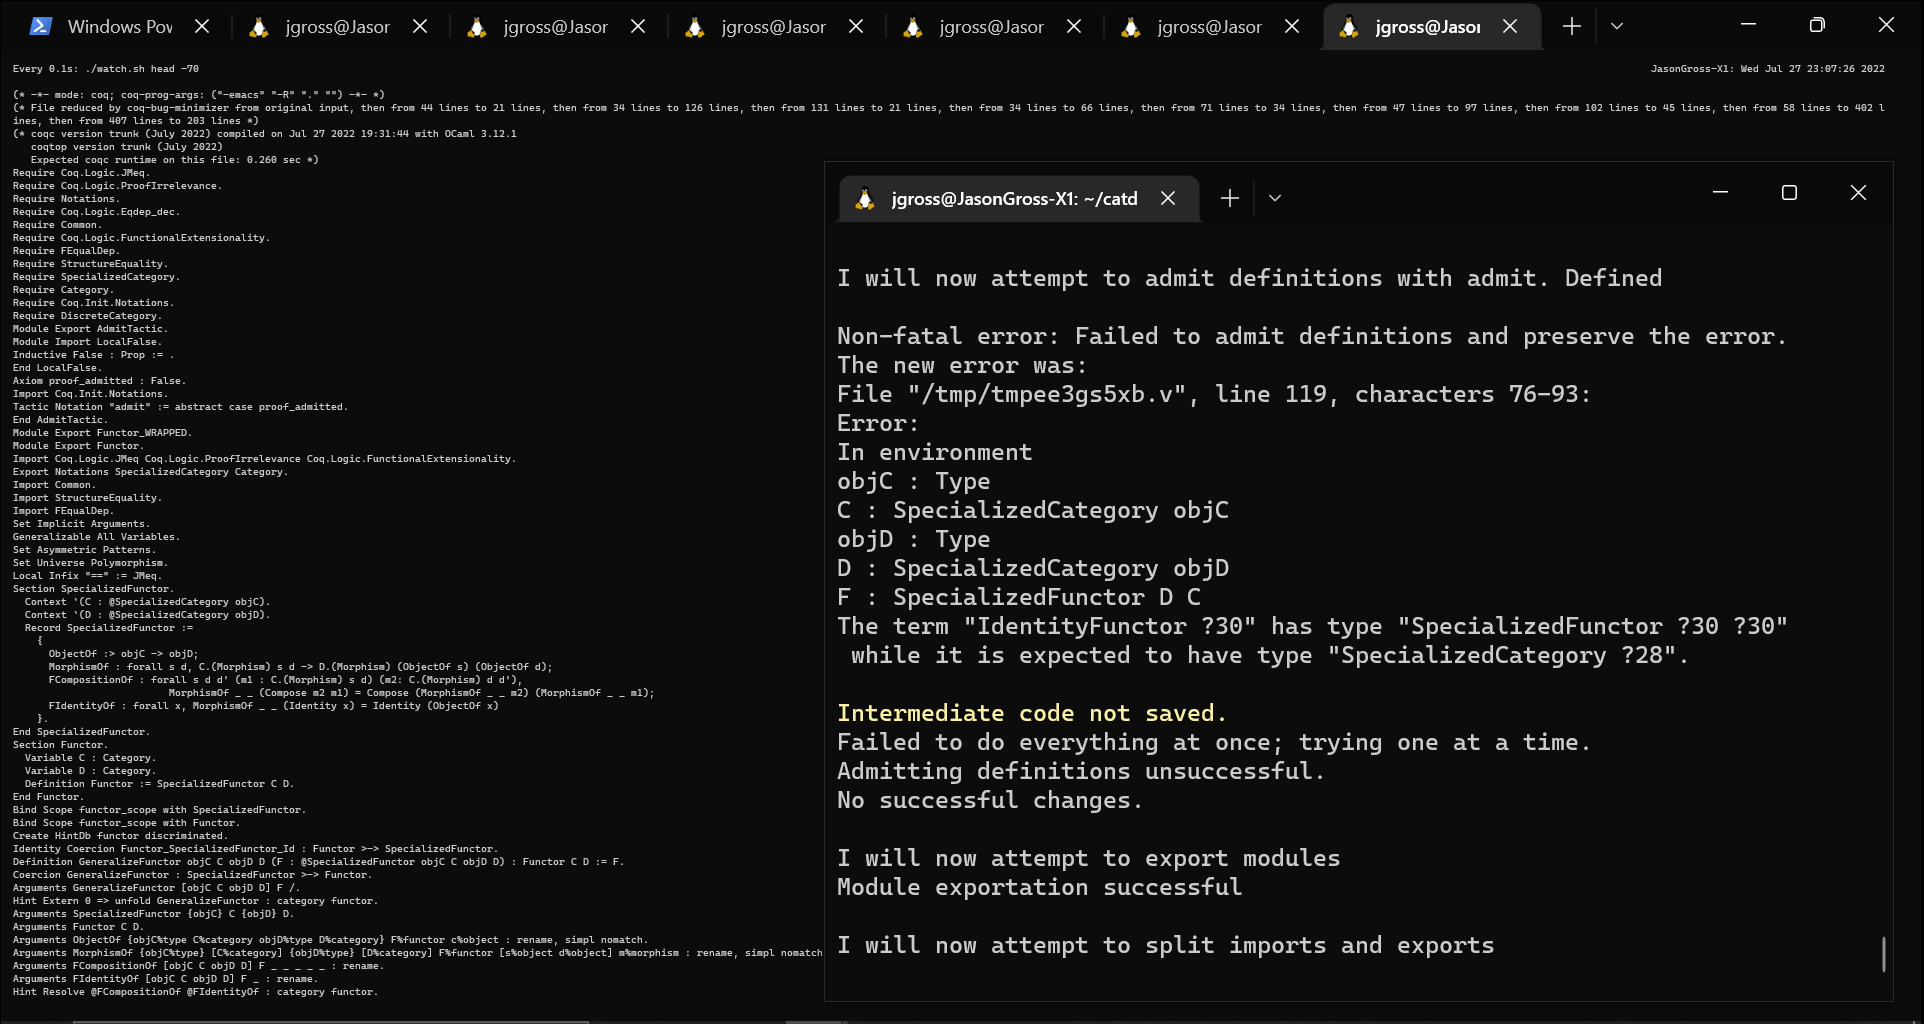 Windows Pov
jgross@Jasor
jgross@Jasor
jgross@Jasor
jgross@Jasor
jgross@Jasor
jgross@Jasor
Every 0.1s: ./watch.sh head -70
JasonGross-X1: Wed Jul 27 23:07:26 2022
(* -*- mode: coq; coq-prog-args: ("-emacs" "-R" "." "") -*- *)
(* File reduced by coq-bug-minimizer from original input, then from 44 lines to 21 lines, then from 34 lines to 126 lines, then from 131 lines to 21 lines, then from 34 lines to 66 lines, then from 71 lines to 34 lines, then from 47 lines to 97 lines, then from 102 lines to 45 lines, then from 58 lines to 402 l
ines, then from 407 lines to 203 lines *)
(* coqc version trunk (July 2022) compiled on Jul 27 2022 19:31:44 with OCaml 3.12.1
   coqtop version trunk (July 2022)
   Expected coqc runtime on this file: 0.260 sec *)
Require Coq.Logic.JMeq.
Require Coq.Logic.ProofIrrelevance.
Require Notations.
Require Coq.Logic.Eqdep_dec.
Require Common.
Require Coq.Logic.FunctionalExtensionality.
Require FEqualDep.
Require StructureEquality.
Require SpecializedCategory.
Require Category.
Require Coq.Init.Notations.
Require DiscreteCategory.
Module Export AdmitTactic.
Module Import LocalFalse.
Inductive False : Prop := .
End LocalFalse.
Axiom proof_admitted : False.
Import Coq.Init.Notations.
Tactic Notation "admit" := abstract case proof_admitted.
End AdmitTactic.
Module Export Functor_WRAPPED.
Module Export Functor.
Import Coq.Logic.JMeq Coq.Logic.ProofIrrelevance Coq.Logic.FunctionalExtensionality.
Export Notations SpecializedCategory Category.
Import Common.
Import StructureEquality.
Import FEqualDep.
Set Implicit Arguments.
Generalizable All Variables.
Set Asymmetric Patterns.
Set Universe Polymorphism.
Local Infix "==" := JMeq.
Section SpecializedFunctor.
  Context `(C : @SpecializedCategory objC).
  Context `(D : @SpecializedCategory objD).
  Record SpecializedFunctor :=
    {
      ObjectOf :> objC -> objD;
      MorphismOf : forall s d, C.(Morphism) s d -> D.(Morphism) (ObjectOf s) (ObjectOf d);
      FCompositionOf : forall s d d' (m1 : C.(Morphism) s d) (m2: C.(Morphism) d d'),
                          MorphismOf _ _ (Compose m2 m1) = Compose (MorphismOf _ _ m2) (MorphismOf _ _ m1);
      FIdentityOf : forall x, MorphismOf _ _ (Identity x) = Identity (ObjectOf x)
    }.
End SpecializedFunctor.
Section Functor.
  Variable C : Category.
  Variable D : Category.
  Definition Functor := SpecializedFunctor C D.
End Functor.
Bind Scope functor_scope with SpecializedFunctor.
Bind Scope functor_scope with Functor.
Create HintDb functor discriminated.
Identity Coercion Functor_SpecializedFunctor_Id : Functor >-> SpecializedFunctor.
Definition GeneralizeFunctor objC C objD D (F : @SpecializedFunctor objC C objD D) : Functor C D := F.
Coercion GeneralizeFunctor : SpecializedFunctor >-> Functor.
Arguments GeneralizeFunctor [objC C objD D] F /.
Hint Extern 0 => unfold GeneralizeFunctor : category functor.
Arguments SpecializedFunctor {objC} C {objD} D.
Arguments Functor C D.
Arguments ObjectOf {objC%type C%category objD%type D%category} F%functor c%object : rename, simpl nomatch.
Arguments MorphismOf {objC%type} [C%category] {objD%type} [D%category] F%functor [s%object d%object] m%morphism : rename, simpl nomatch
Arguments FCompositionOf [objC C objD D] F _ _ _ _ _ : rename.
Arguments FIdentityOf [objC C objD D] F _ : rename.
Hint Resolve @FCompositionOf @FIdentityOf : category functor.
jgross@JasonGross-X1: ~/catd
I will now attempt to admit definitions with admit. Defined
Non-fatal error: Failed to admit definitions and preserve the error.
The new error was:
File "/tmp/tmpee3gs5xb.v", line 119, characters 76-93:
Error:
In environment
objC : Type
C : SpecializedCategory objC
objD : Type
D : SpecializedCategory objD
F : SpecializedFunctor D C
The term "IdentityFunctor ?30" has type "SpecializedFunctor ?30 ?30"
 while it is expected to have type "SpecializedCategory ?28".
Intermediate code not saved.
Failed to do everything at once; trying one at a time.
Admitting definitions unsuccessful.
No successful changes.
I will now attempt to export modules
Module exportation successful
I will now attempt to split imports and exports